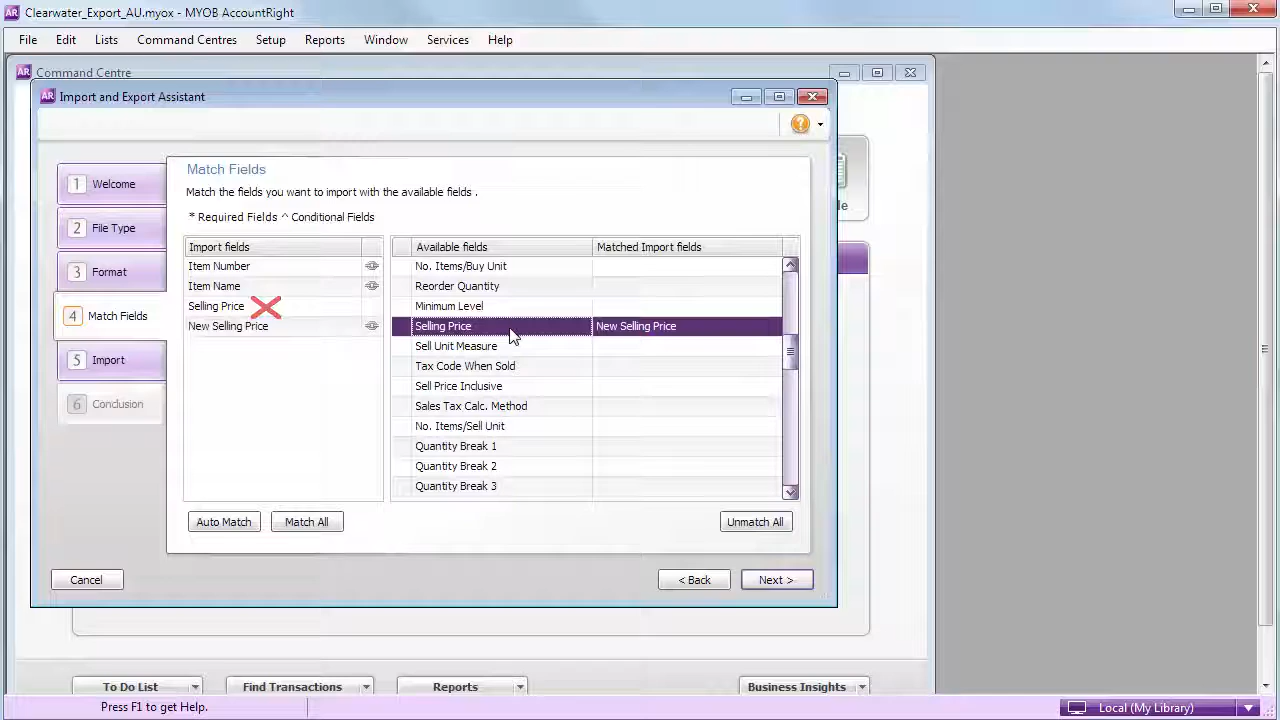 AR Clearwater_Export_AU.myox - MYOB AccountRight
File Edit Lists Command Centres Setup Reports Window Services Help
AR Command Centre
AR Import and Export Assistant
?
Match Fields
Match the fields you want to import with the available fields .
* Required Fields ^ Conditional Fields
1 Welcome
2 File Type
3 Format
4 Match Fields
5 Import
6 Conclusion
Import fields
Item Number
Item Name
Selling Price
New Selling Price
Available fields Matched Import fields
No. Items/Buy Unit
Reorder Quantity
Minimum Level
Selling Price New Selling Price
Sell Unit Measure
Tax Code When Sold
Sell Price Inclusive
Sales Tax Calc. Method
No. Items/Sell Unit
Quantity Break 1
Quantity Break 2
Quantity Break 3
Auto Match Match All Unmatch All
Cancel < Back Next >
le
To Do List Find Transactions Reports Business Insights
Press F1 to get Help. Local (My Library)